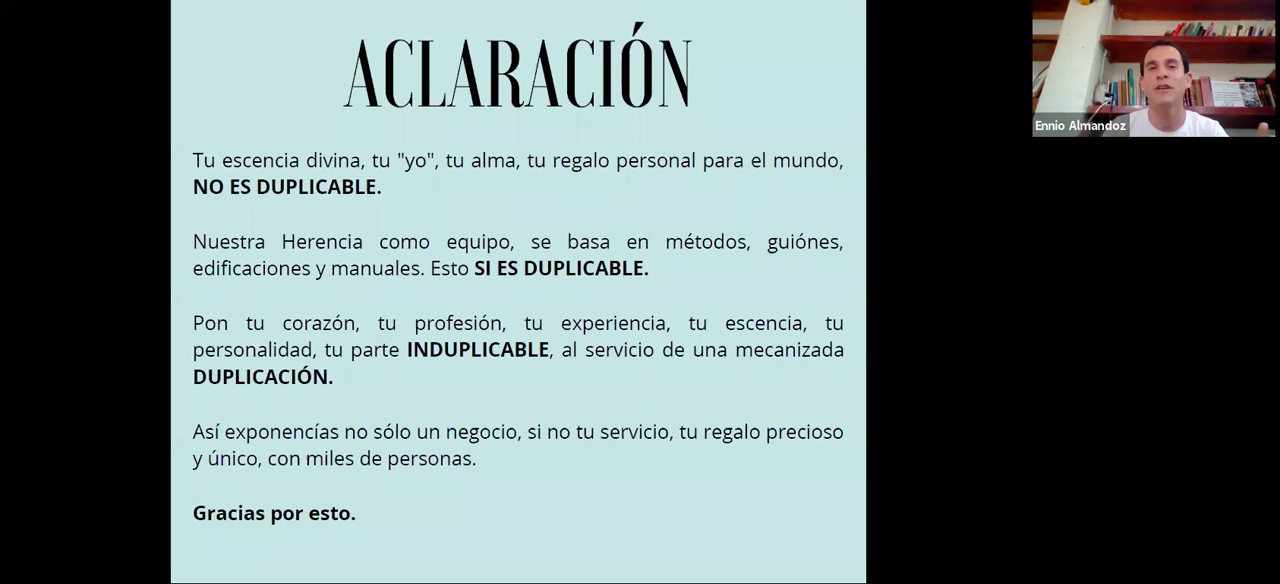 ACLARACIÓN
Tu escencia divina, tu "yo", tu alma, tu regalo personal para el mundo,
NO ES DUPLICABLE.
Nuestra Herencia como equipo, se basa en métodos, guiónes,
edificaciones y manuales. Esto SI ES DUPLICABLE.
Pon tu corazón, tu profesión, tu experiencia, tu escencia, tu
personalidad, tu parte INDUPLICABLE, al servicio de una mecanizada
DUPLICACIÓN.
Así exponencías no sólo un negocio, si no tu servicio, tu regalo precioso
y único, con miles de personas.
Gracias por esto.
Ennio Almandoz